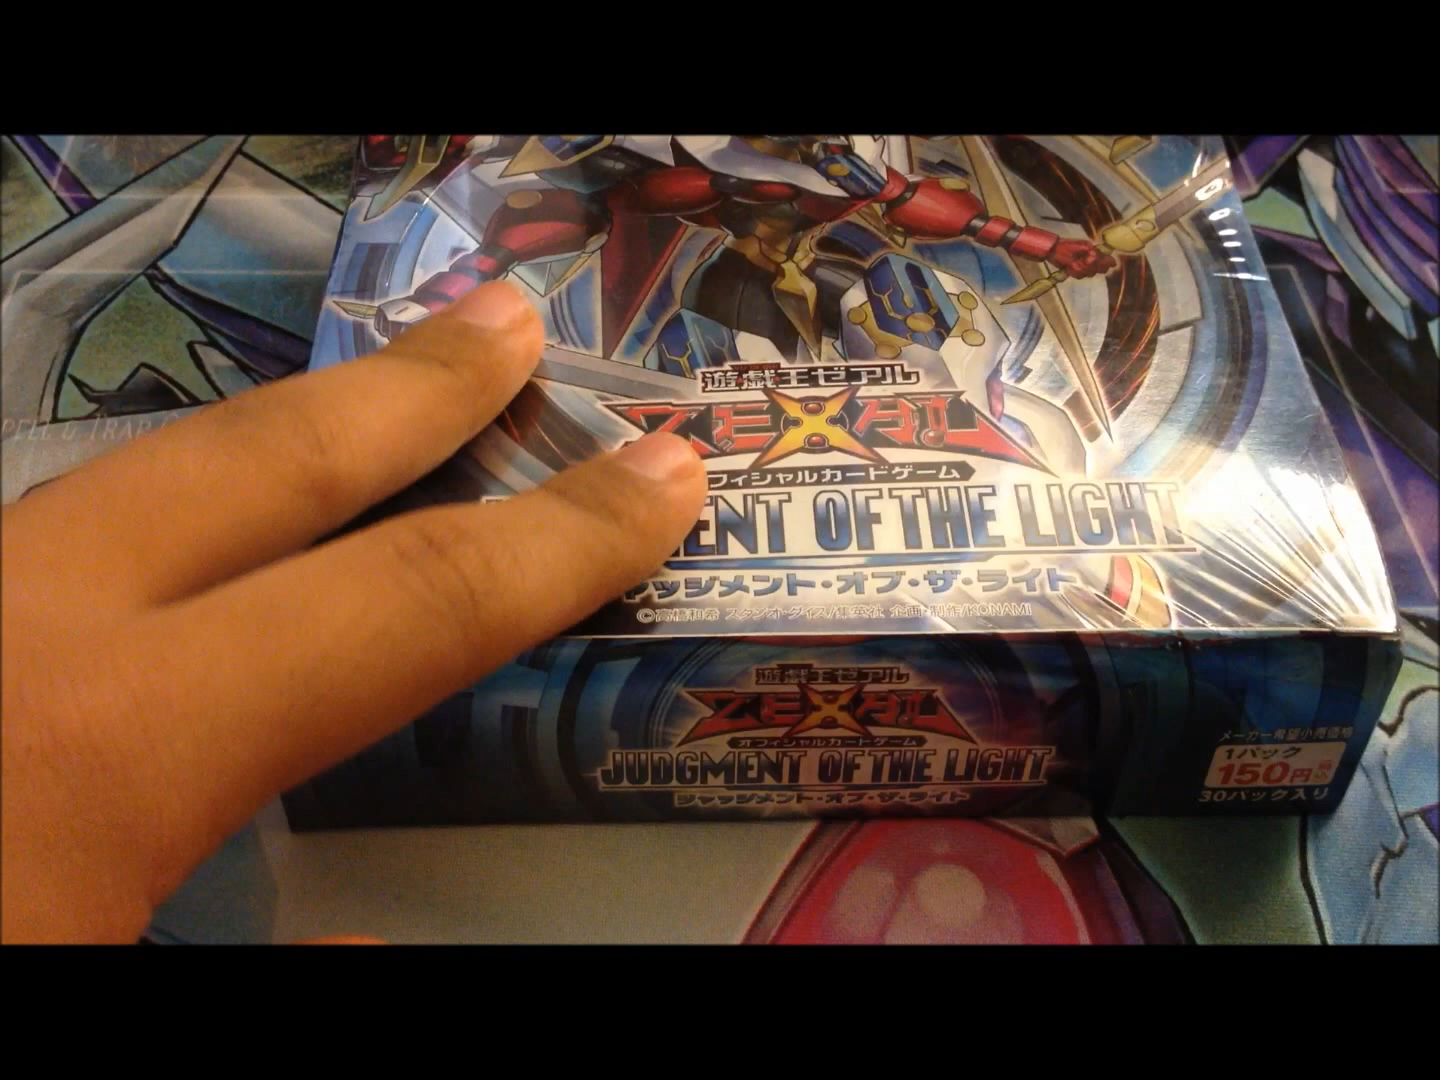 遊戯王ゼアル
ZEXAL
フィシャルカードゲーム
MENT OF THE LIGHT
ャッジメント・オブ・ザ・ライト
©高橋和希 スタジオ・ダイス/集英社 企画・制作/KONAMI
遊戯王ゼアル
ZEXAL
オフィシャルカードゲーム
JUDGMENT OF THE LIGHT
ジャッジメント・オブ・ザ・ライト
メーカー希望小売価格
1パック
150円 税込
30パック入り
PELL & TRAP